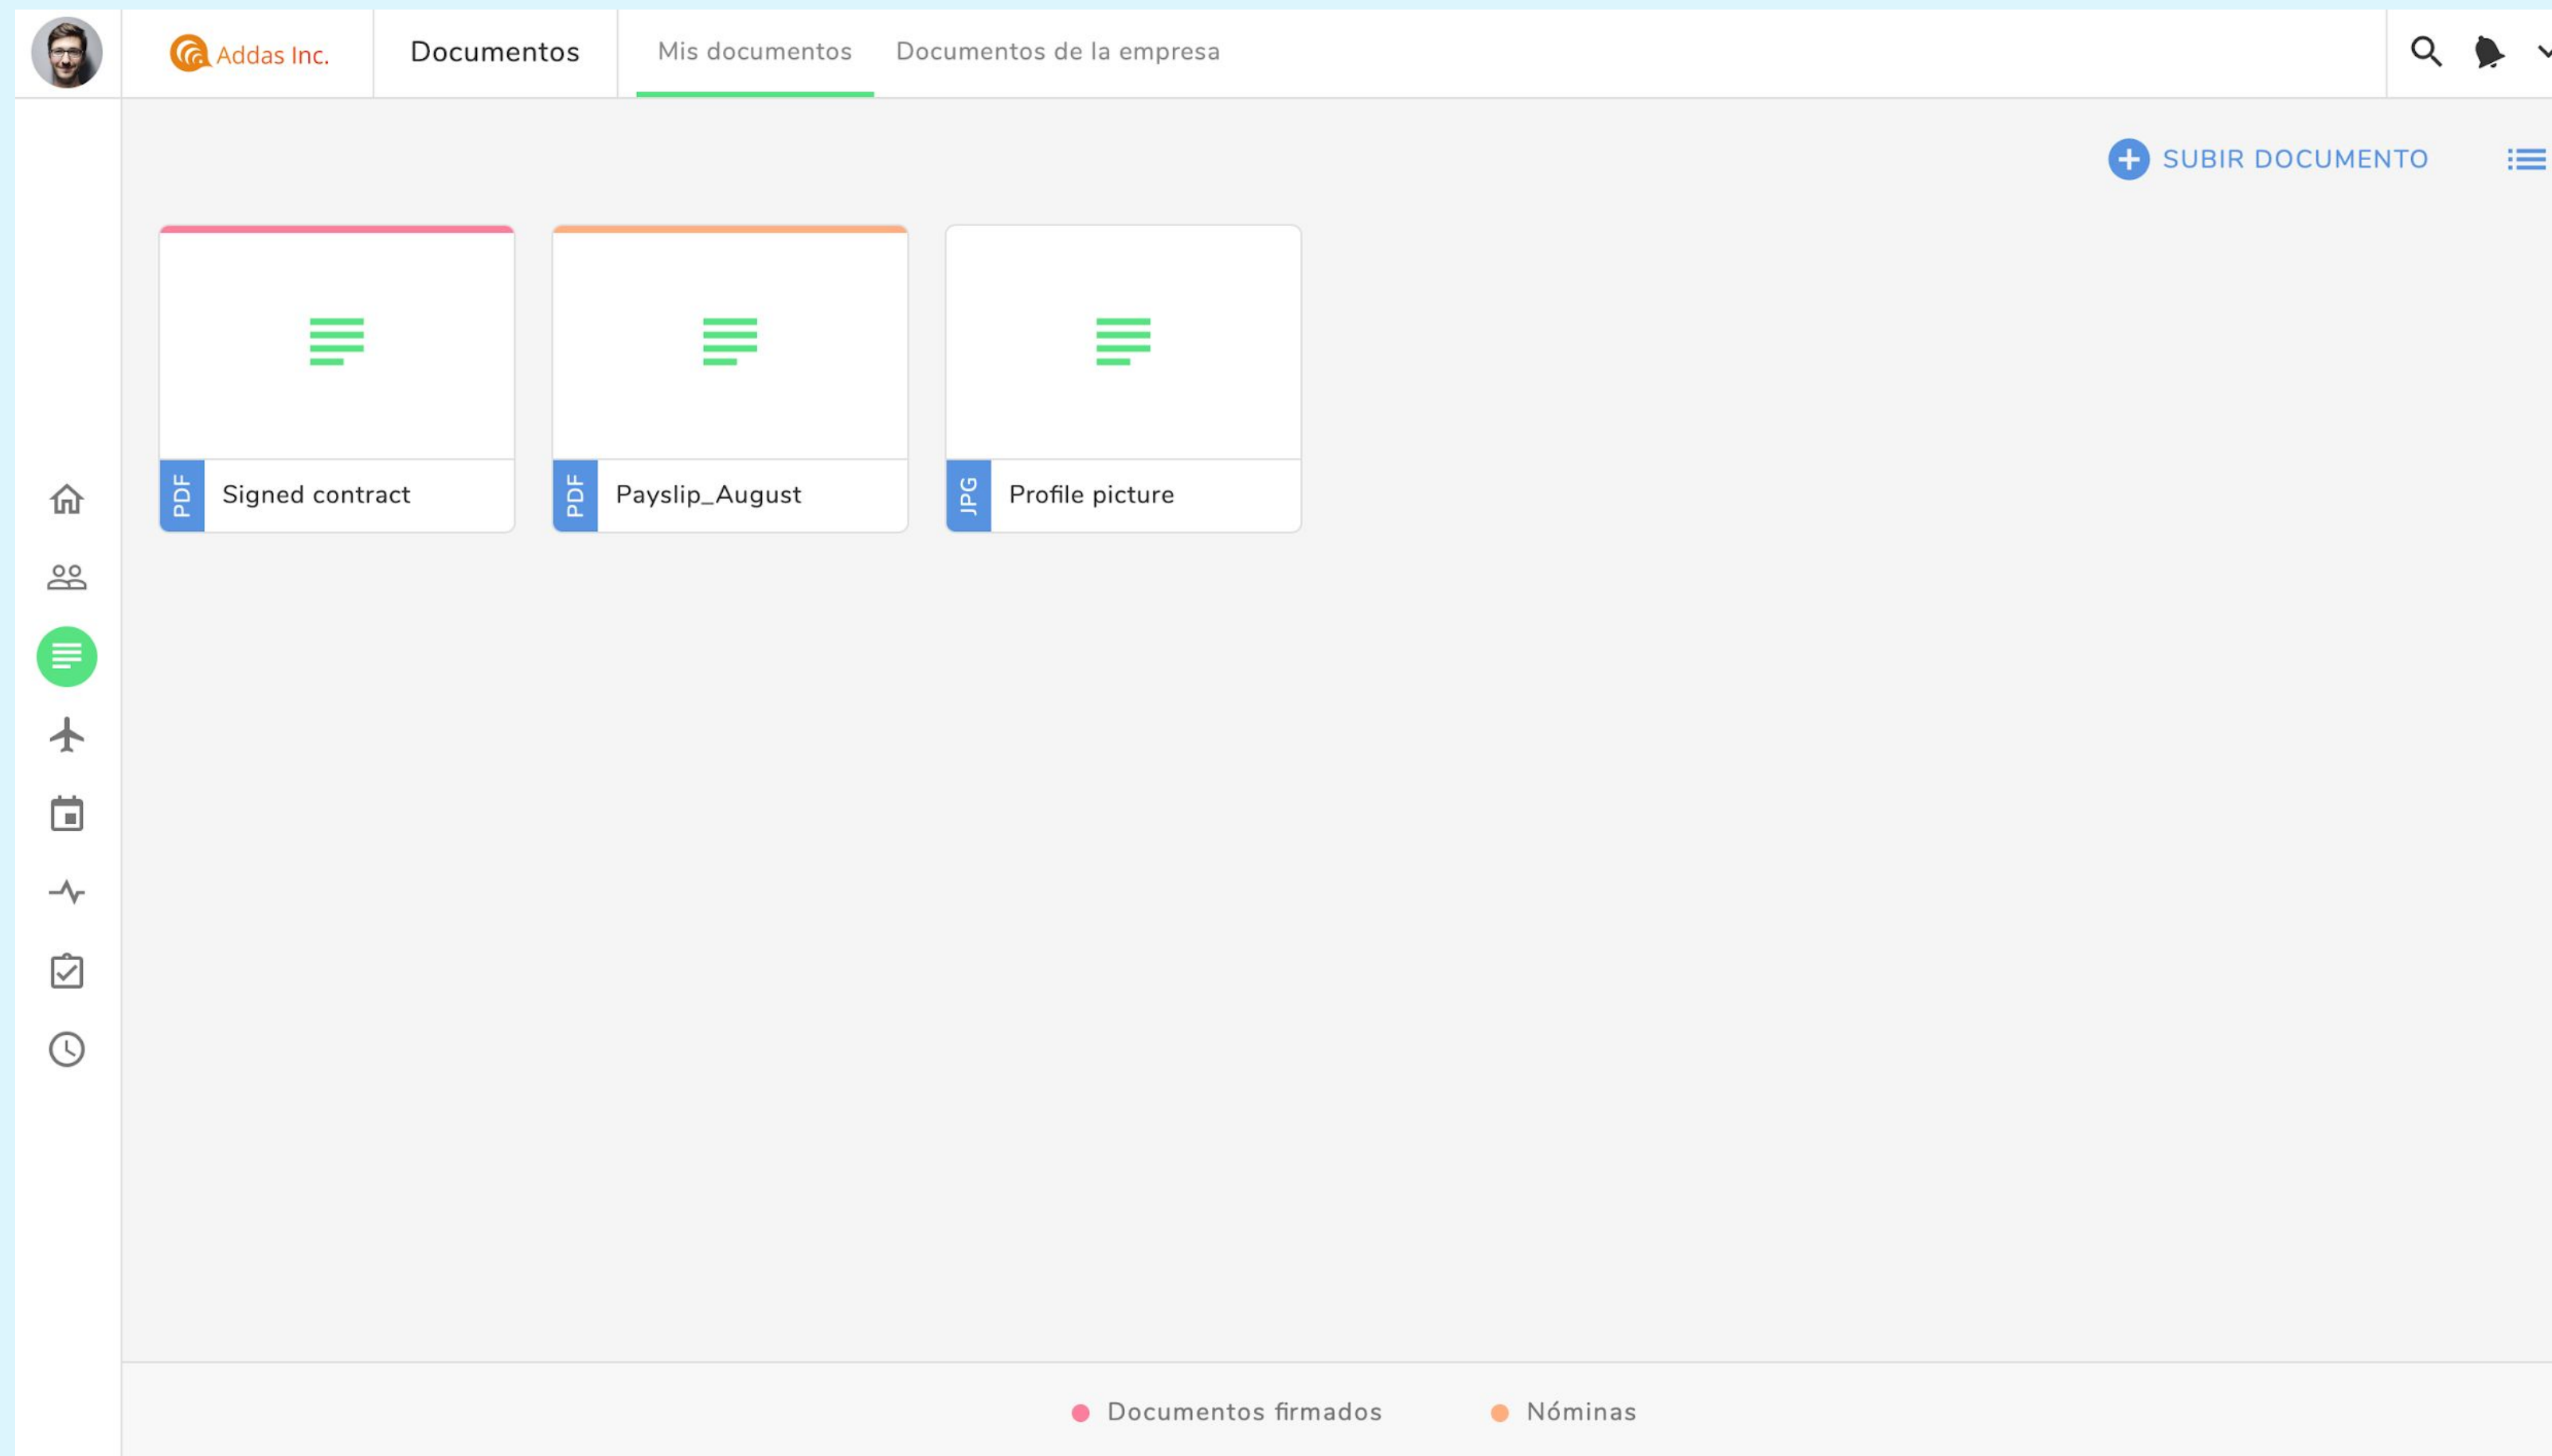 Addas Inc.
Documentos
Mis documentos
Documentos de la empresa
SUBIR DOCUMENTO
PDF
Signed contract
PDF
Payslip_August
JPG
Profile picture
Documentos firmados
Nóminas